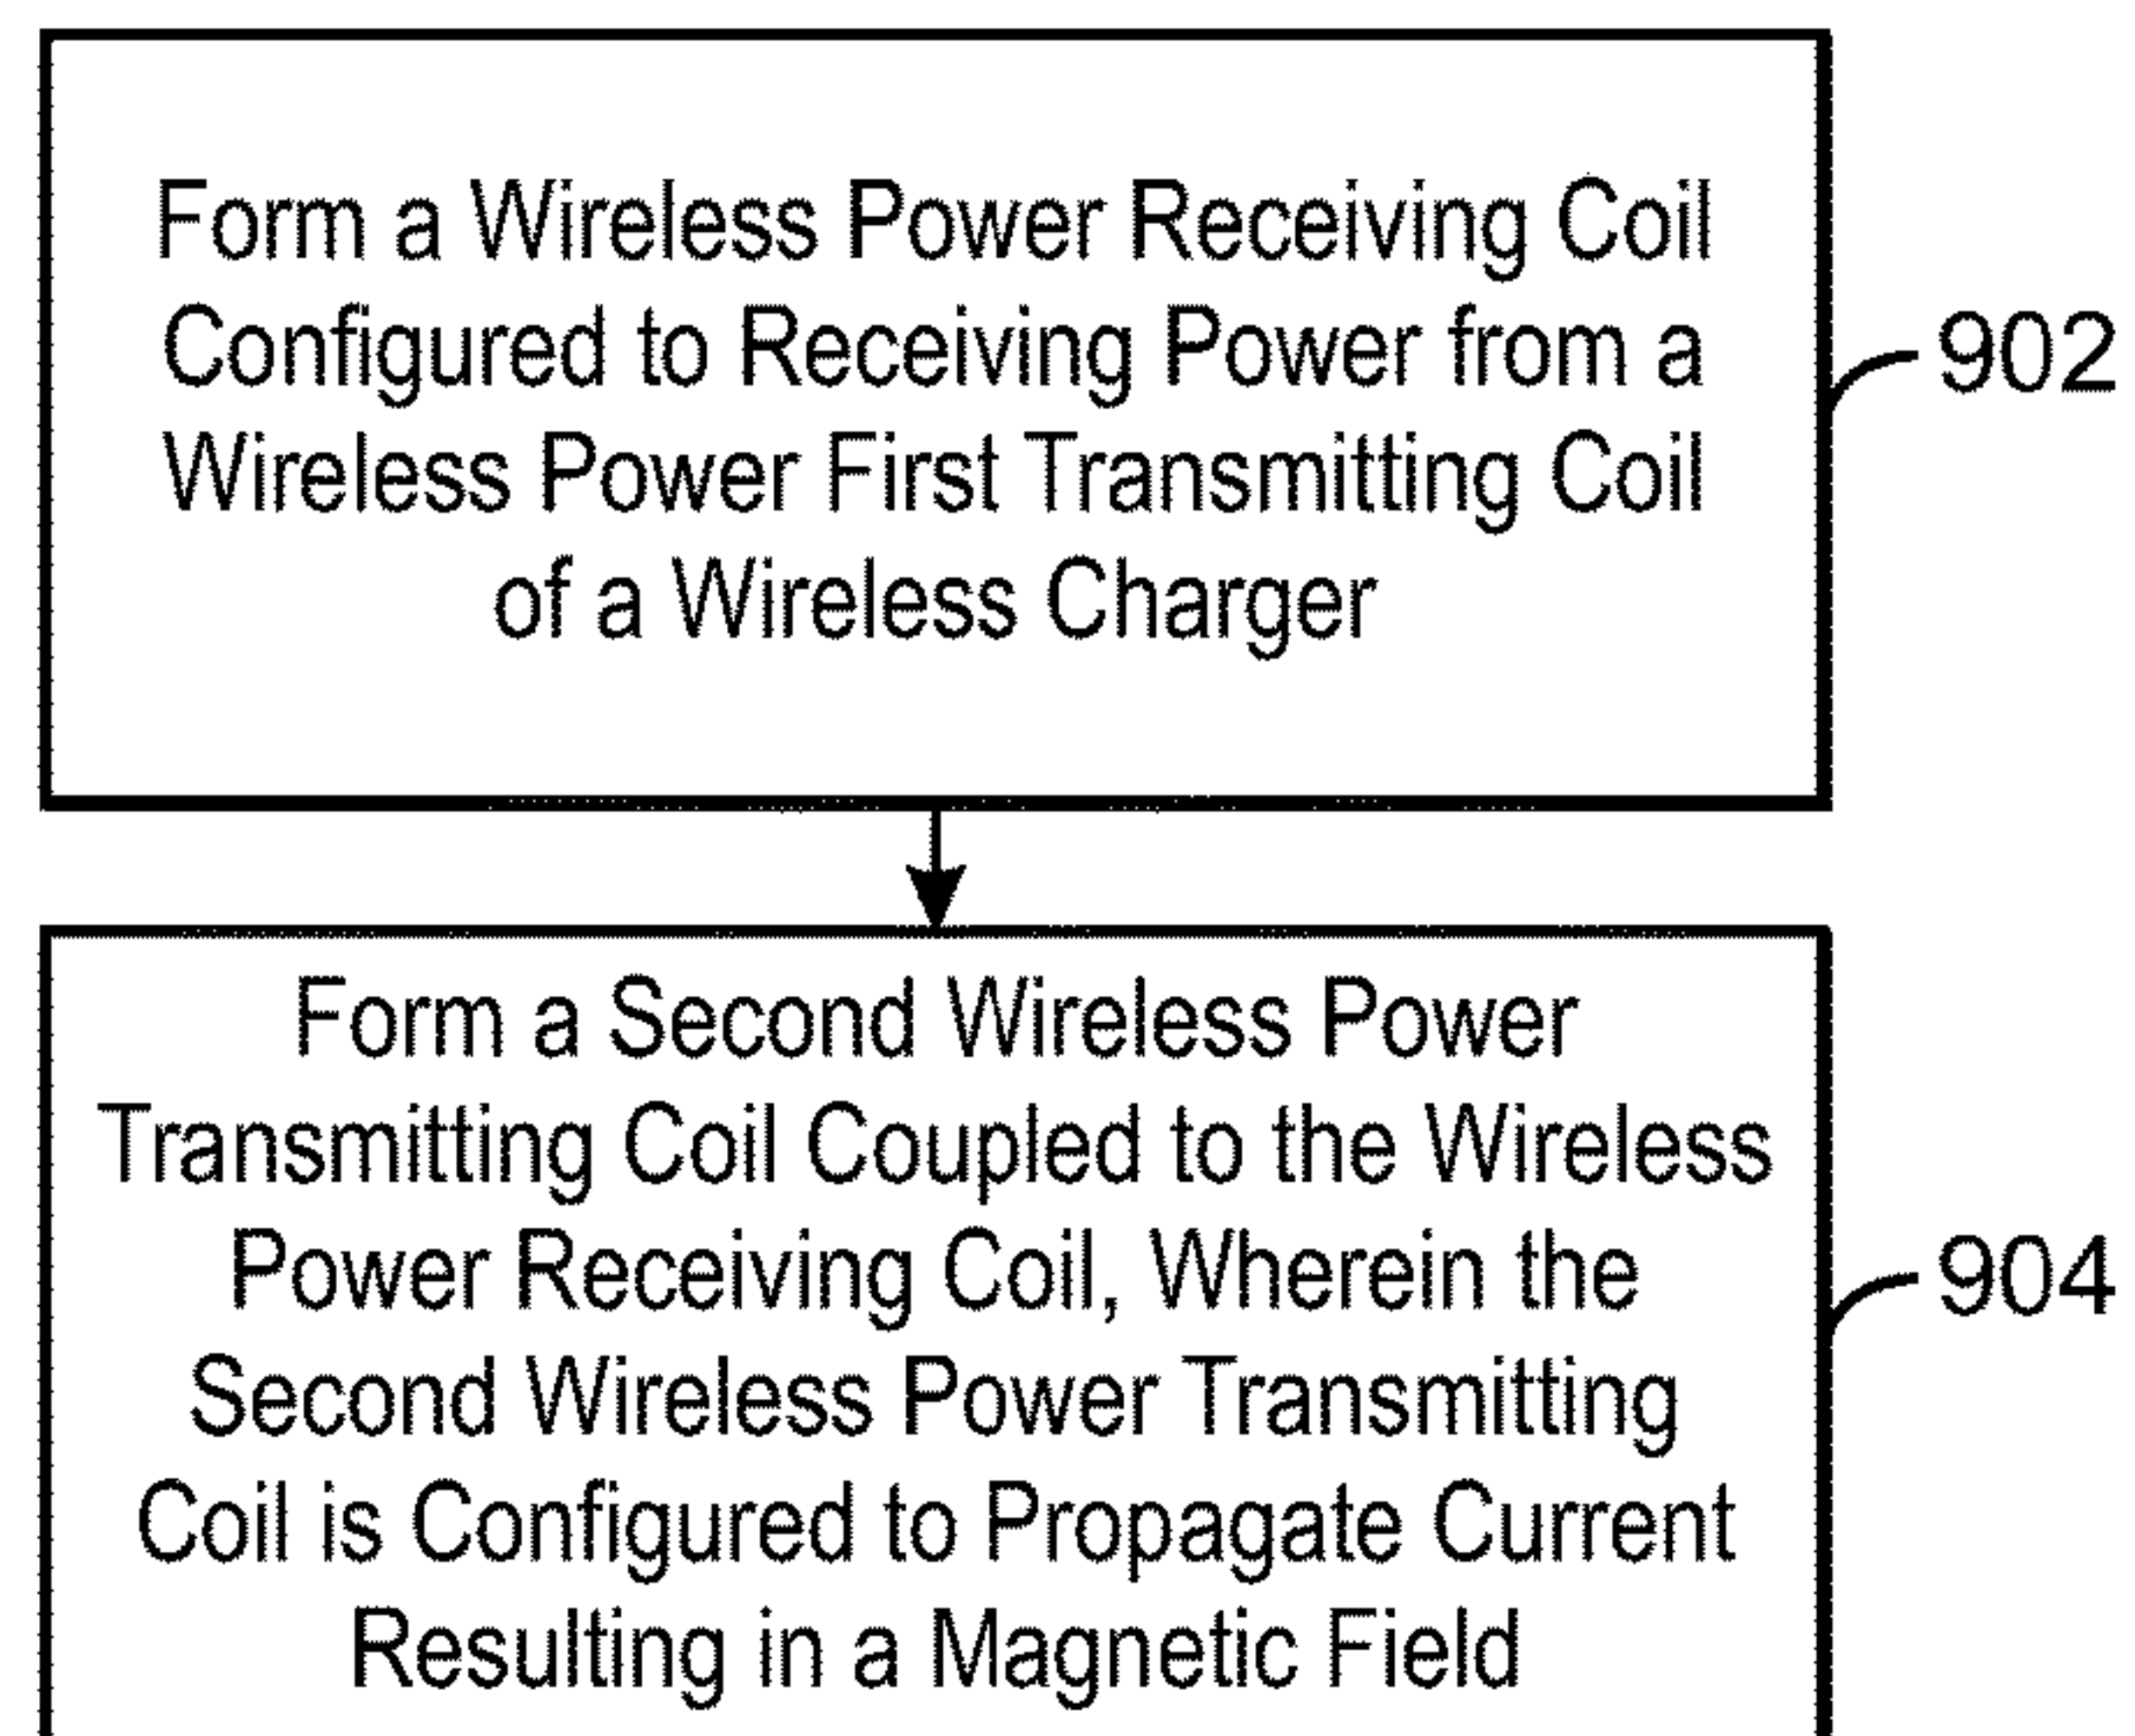 Form a Wireless Power Receiving Coil
Configured to Receiving Power from a
Wireless Power First Transmitting Coil
of a Wireless Charger
902
Form a Second Wireless Power
Transmitting Coil Coupled to the Wireless
Power Receiving Coil, Wherein the
Second Wireless Power Transmitting
Coil is Configured to Propagate Current
Resulting in a Magnetic Field
904